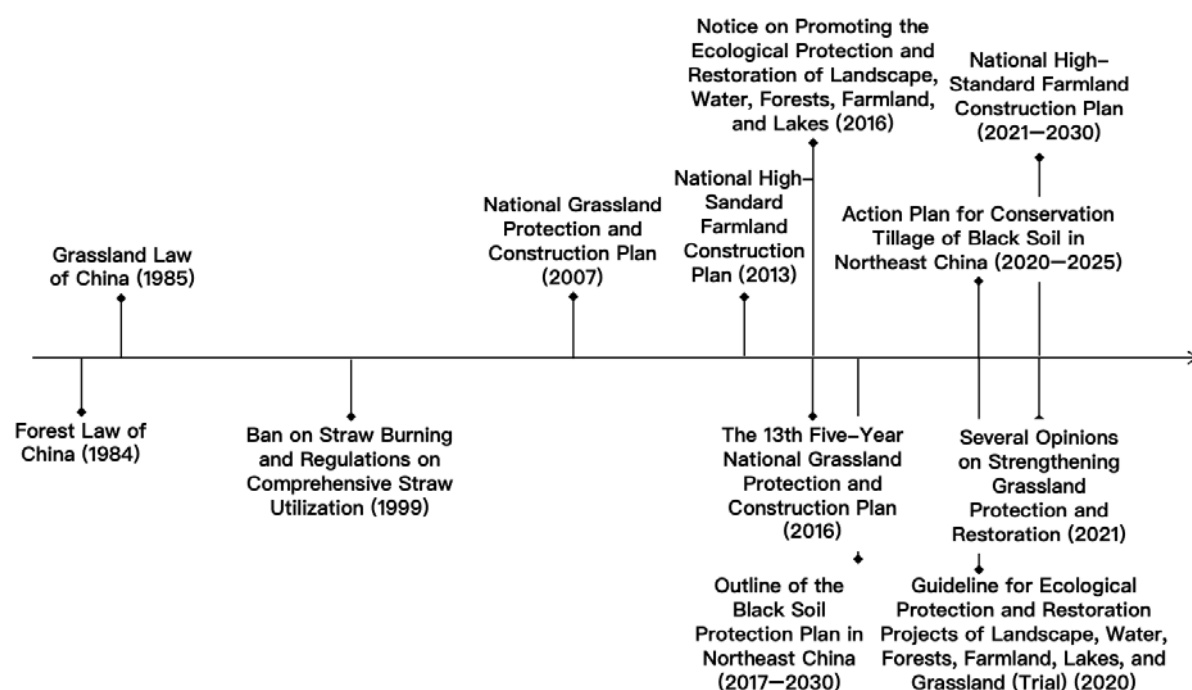 Notice on Promoting the
Ecological Protection and
Restoration of Landscape,
Water, Forests, Farmland,
and Lakes (2016)
National High–
Standard Farmland
Construction Plan
(2021–2030)
National High–
Sandard
Farmland
Construction
Plan (2013)
National Grassland
Protection and
Construction Plan
(2007)
Action Plan for Conservation
Tillage of Black Soil in
Northeast China (2020–2025)
Grassland Law
of China (1985)
Forest Law of
China (1984)
Ban on Straw Burning
and Regulations on
Comprehensive Straw
Utilization (1999)
The 13th Five–Year
National Grassland
Protection and
Construction Plan
(2016)
Several Opinions
on Strengthening
Grassland
Protection and
Restoration (2021)
Outline of the
Black Soil
Protection Plan in
Northeast China
(2017–2030)
Guideline for Ecological
Protection and Restoration
Projects of Landscape, Water,
Forests, Farmland, Lakes, and
Grassland (Trial) (2020)